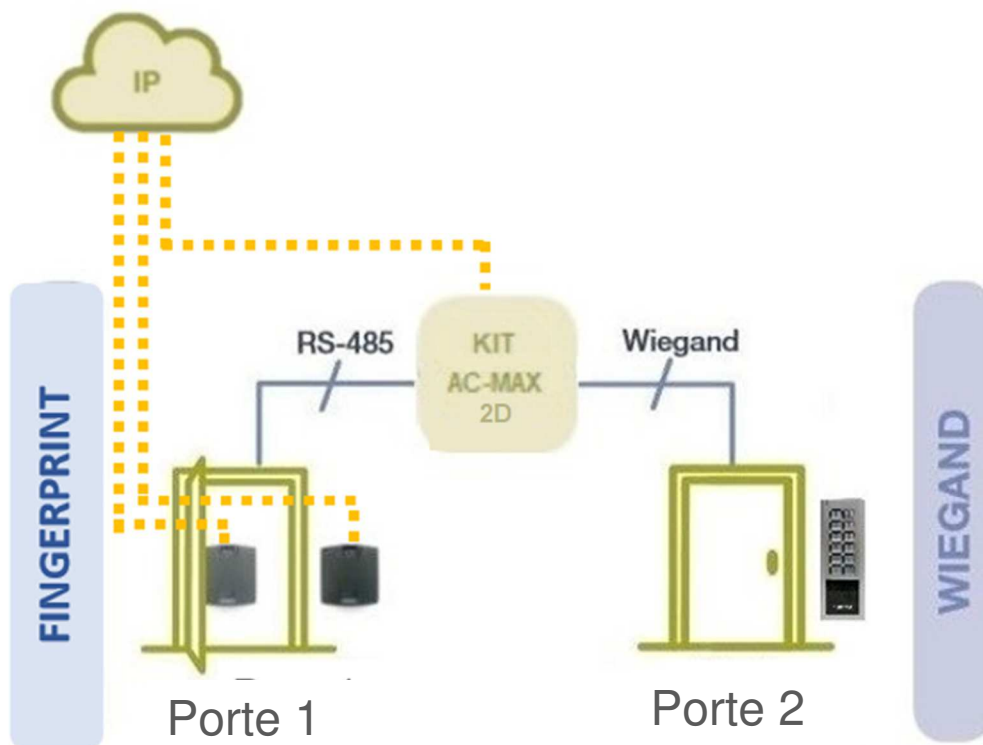 IP
RS-485
KIT
AC-MAX
2D
Wiegand
FINGERPRINT
WIEGAND
Porte 1
Porte 2